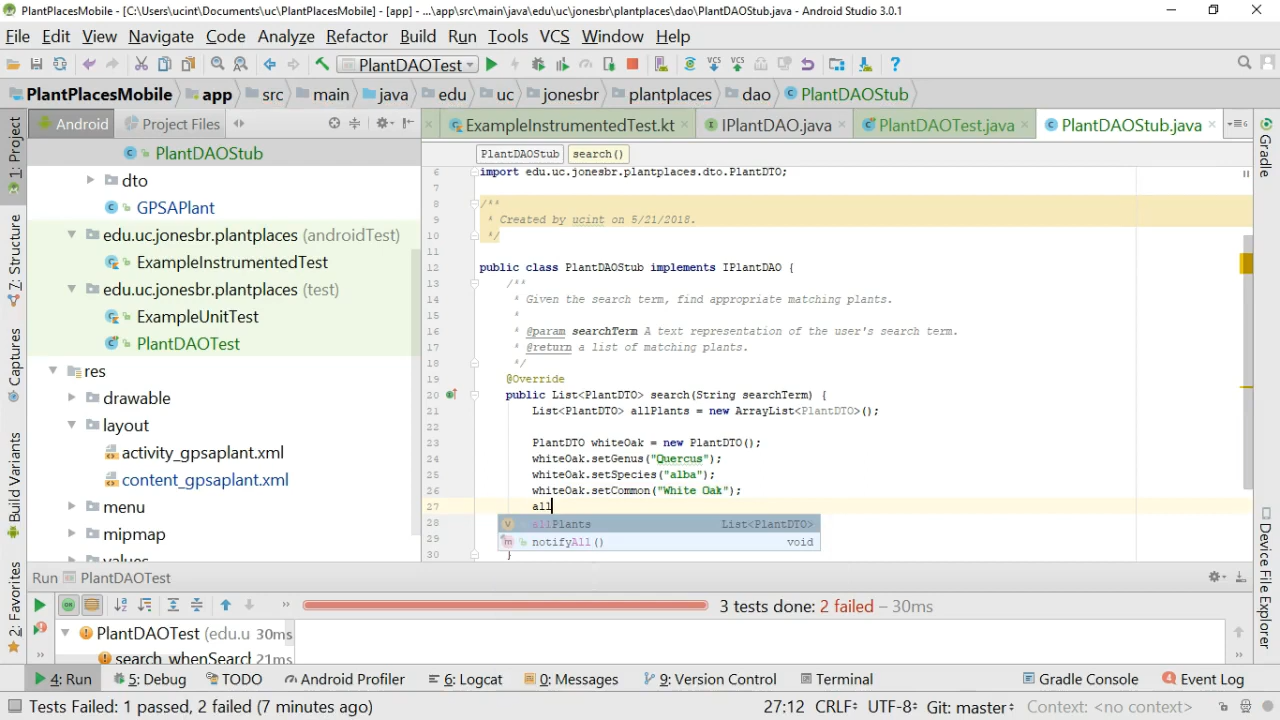 PlantPlacesMobile - [C:\Users\ucint\Documents\uc\PlantPlacesMobile] - [app] - ...\app\src\main\java\edu\uc\jonesbr\plantplaces\dao\PlantDAOStub.java - Android Studio 3.0.1
File Edit View Navigate Code Analyze Refactor Build Run Tools VCS Window Help
PlantDAOTest
PlantPlacesMobile app src main java edu uc jonesbr plantplaces dao PlantDAOStub
Android Project Files
ExampleInstrumentedTest.kt IPlantDAO.java PlantDAOTest.java PlantDAOStub.java
PlantDAOStub search()
PlantDAOStub
dto
GPSAPlant
edu.uc.jonesbr.plantplaces (androidTest)
ExampleInstrumentedTest
edu.uc.jonesbr.plantplaces (test)
ExampleUnitTest
PlantDAOTest
res
drawable
layout
activity_gpsaplant.xml
content_gpsaplant.xml
menu
mipmap
values
1: Project
7: Structure
Captures
Build Variants
2: Favorites
6 import edu.uc.jonesbr.plantplaces.dto.PlantDTO;
7
8 /**
9 * Created by ucint on 5/21/2018.
10 */
11
12 public class PlantDAOStub implements IPlantDAO {
13 /**
14 * Given the search term, find appropriate matching plants.
15 *
16 * @param searchTerm A text representation of the user's search term.
17 * @return a list of matching plants.
18 */
19 @Override
20 public List<PlantDTO> search(String searchTerm) {
21 List<PlantDTO> allPlants = new ArrayList<PlantDTO>();
22
23 PlantDTO whiteOak = new PlantDTO();
24 whiteOak.setGenus("Quercus");
25 whiteOak.setSpecies("alba");
26 whiteOak.setCommon("White Oak");
27 all
28 allPlants List<PlantDTO>
29 notifyAll() void
30 }
Gradle
Device File Explorer
Run PlantDAOTest
3 tests done: 2 failed – 30ms
PlantDAOTest (edu.u 30ms
search_whenSearcl 21ms
4: Run 5: Debug TODO Android Profiler 6: Logcat 0: Messages 9: Version Control Terminal Gradle Console Event Log
Tests Failed: 1 passed, 2 failed (7 minutes ago) 27:12 CRLF UTF-8 Git: master Context: <no context>